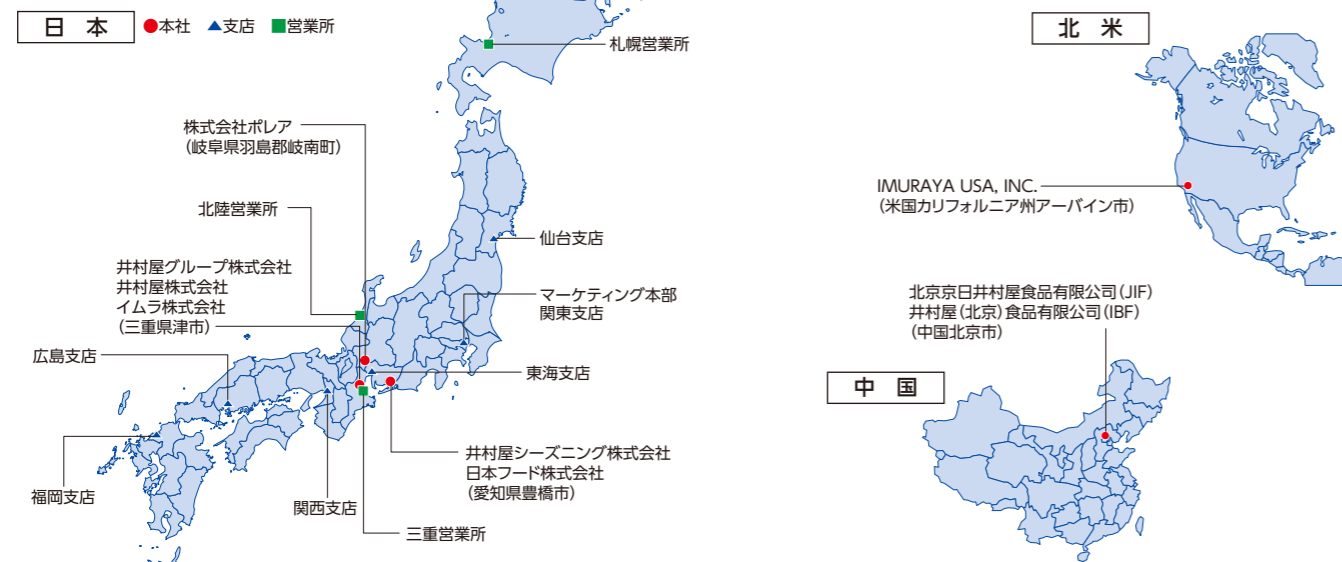 日本 ●本社 ▲支店 ■営業所
札幌営業所
株式会社ポレア
（岐阜県羽島郡岐南町）
北陸営業所
仙台支店
井村屋グループ株式会社
井村屋株式会社
イムラ株式会社
（三重県津市）
マーケティング本部
関東支店
広島支店
東海支店
井村屋シーズニング株式会社
日本フード株式会社
（愛知県豊橋市）
福岡支店
関西支店
三重営業所
北米
IMURAYA USA, INC.
（米国カリフォルニア州アーバイン市）
北京京日井村屋食品有限公司（JIF）
井村屋（北京）食品有限公司（IBF）
（中国北京市）
中国